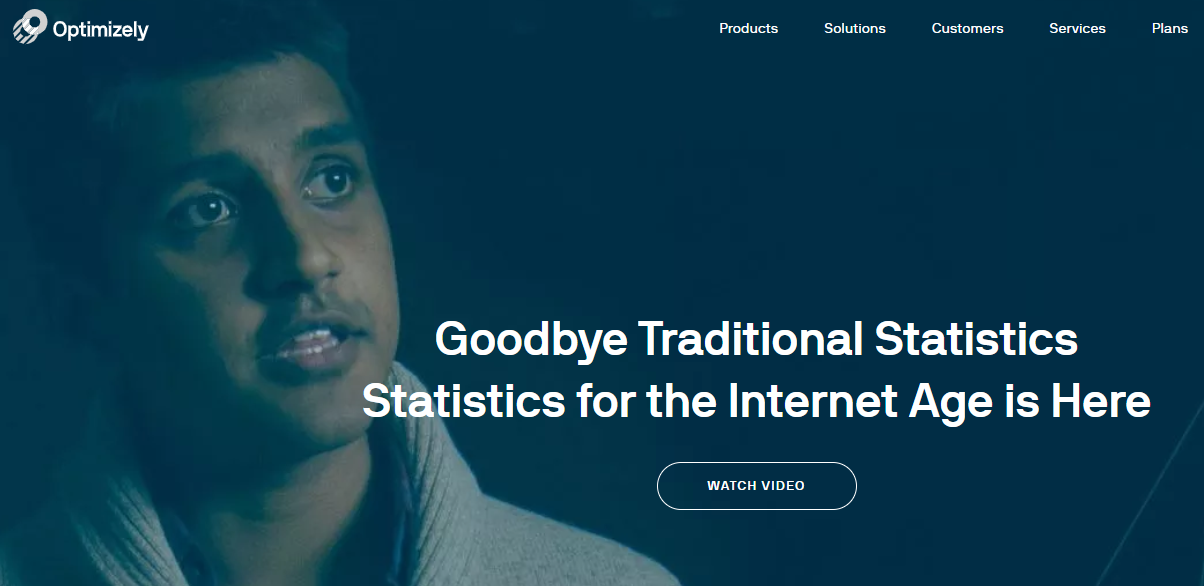 Optimizely
Products Solutions Customers Services Plans
Goodbye Traditional Statistics
Statistics for the Internet Age is Here
WATCH VIDEO